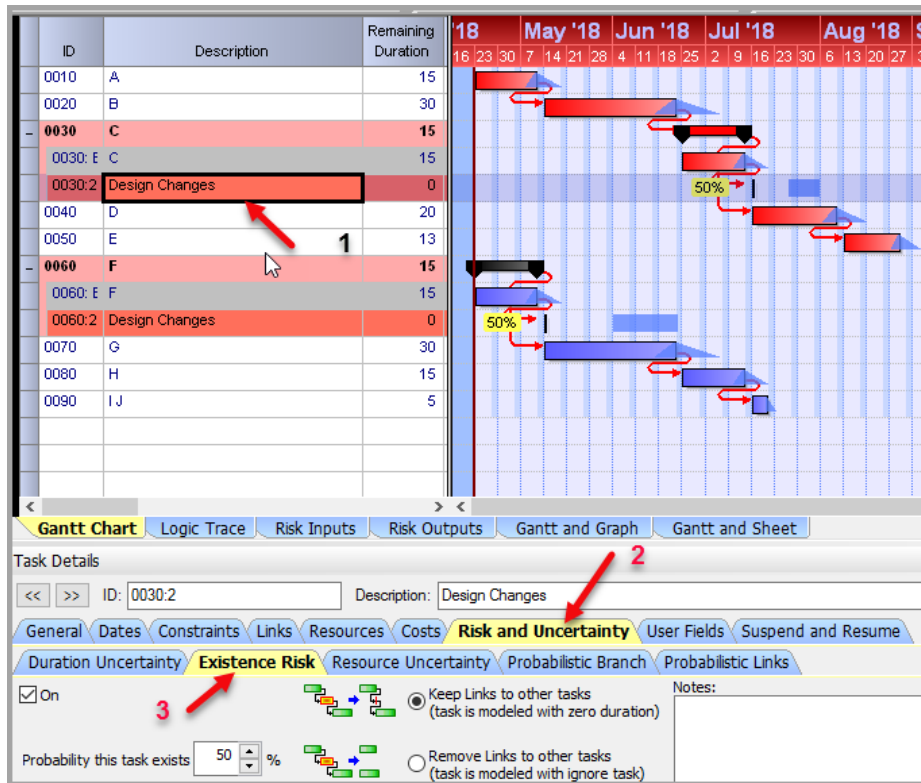 ID Description Remaining Duration '18 May '18 Jun '18 Jul '18 Aug '18
16 23 30 7 14 21 28 4 11 18 25 2 9 16 23 30 6 13 20 27
0010 A 15
0020 B 30
0030 C 15
0030: E C 15
0030:2 Design Changes 0 50%
1
0040 D 20
0050 E 13
0060 F 15
0060: E F 15
0060:2 Design Changes 0 50%
0070 G 30
0080 H 15
0090 I J 5
Gantt Chart Logic Trace Risk Inputs Risk Outputs Gantt and Graph Gantt and Sheet
Task Details
2
<< >> ID: 0030:2 Description: Design Changes
General Dates Constraints Links Resources Costs Risk and Uncertainty User Fields Suspend and Resume
Duration Uncertainty Existence Risk Resource Uncertainty Probabilistic Branch Probabilistic Links
On Keep Links to other tasks Notes:
(task is modeled with zero duration)
3
Probability this task exists 50 % Remove Links to other tasks
(task is modeled with ignore task)